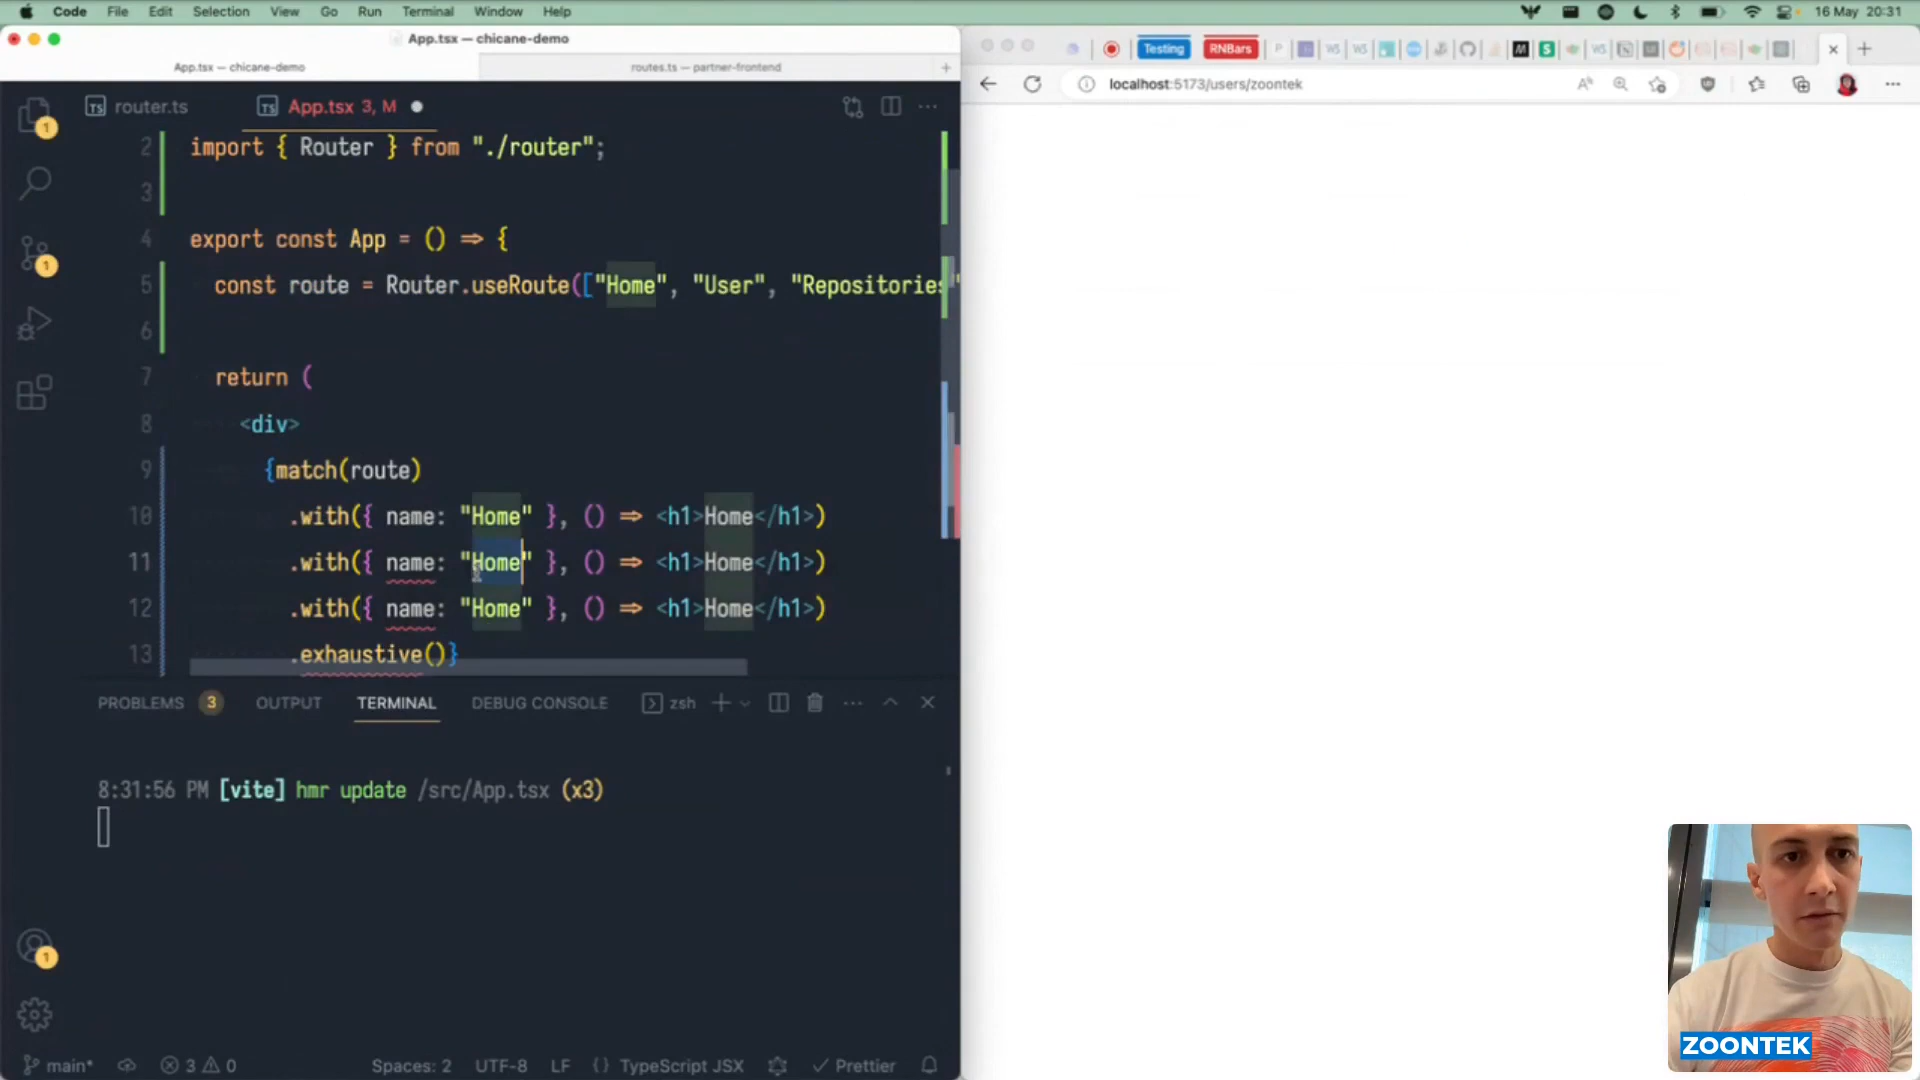 Code File Edit Selection View Go Run Terminal Window Help
16 May 20:31
App.tsx — chicane-demo
App.tsx — chicane-demo
routes.ts — partner-frontend
Testing
RNBars
localhost:5173/users/zoontek
TS router.ts
TS App.tsx 3, M
2 import { Router } from "./router";
3
4 export const App = () => {
5 const route = Router.useRoute(["Home", "User", "Repositories"
6
7 return (
8 <div>
9 {match(route)
10 .with({ name: "Home" }, () => <h1>Home</h1>)
11 .with({ name: "Home" }, () => <h1>Home</h1>)
12 .with({ name: "Home" }, () => <h1>Home</h1>)
13 .exhaustive()}
1
1
1
PROBLEMS 3 OUTPUT TERMINAL DEBUG CONSOLE zsh
8:31:56 PM [vite] hmr update /src/App.tsx (x3)
main* 3 0 Spaces: 2 UTF-8 LF {} TypeScript JSX Prettier
ZOONTEK